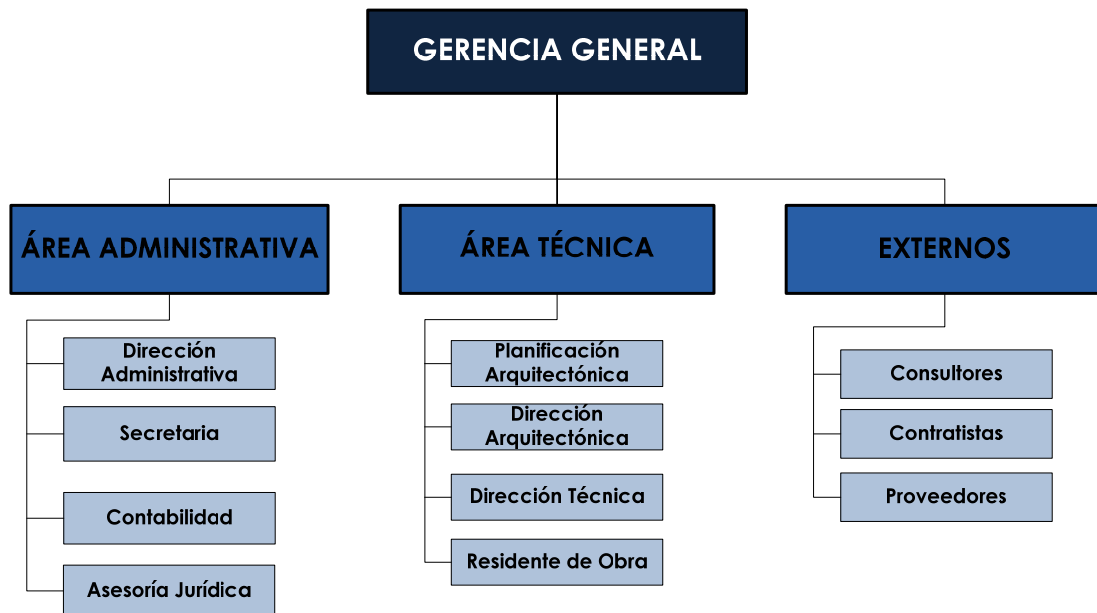 GERENCIA GENERAL
ÁREA ADMINISTRATIVA
Dirección
Administrativa
Secretaria
Contabilidad
Asesoría Jurídica
ÁREA TÉCNICA
Planificación
Arquitectónica
Dirección
Arquitectónica
Dirección Técnica
Residente de Obra
EXTERNOS
Consultores
Contratistas
Proveedores